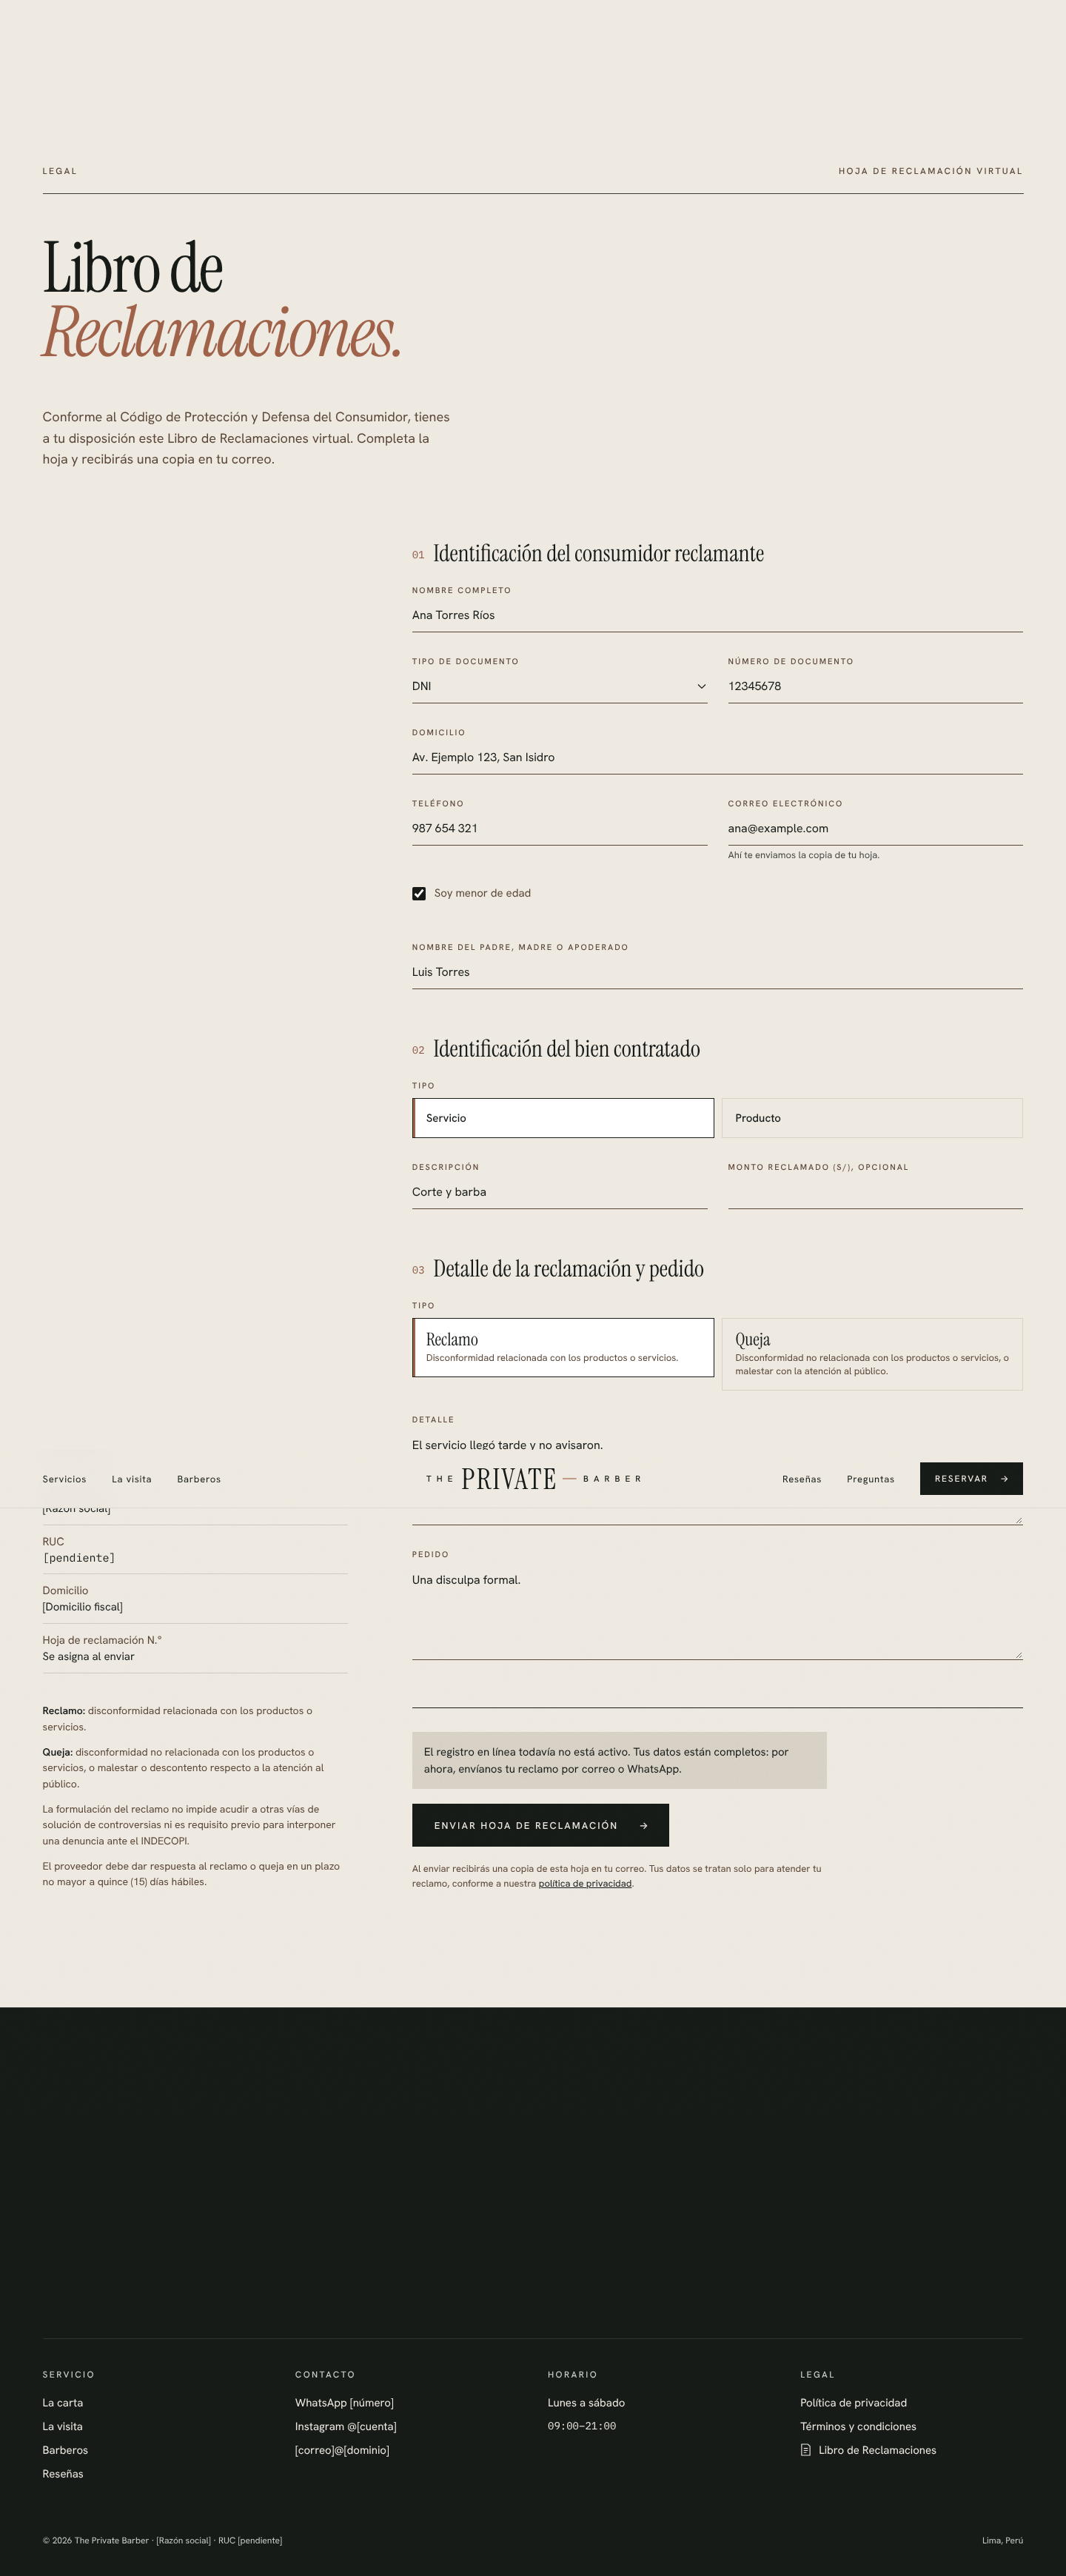 LEGAL
HOJA DE RECLAMACIÓN VIRTUAL
Libro de
Reclamaciones.
Conforme al Código de Protección y Defensa del Consumidor, tienes
a tu disposición este Libro de Reclamaciones virtual. Completa la
hoja y recibirás una copia en tu correo.
01 Identificación del consumidor reclamante
NOMBRE COMPLETO
Ana Torres Ríos
TIPO DE DOCUMENTO
DNI
NÚMERO DE DOCUMENTO
12345678
DOMICILIO
Av. Ejemplo 123, San Isidro
TELÉFONO
987 654 321
CORREO ELECTRÓNICO
ana@example.com
Ahí te enviamos la copia de tu hoja.
Soy menor de edad
NOMBRE DEL PADRE, MADRE O APODERADO
Luis Torres
02 Identificación del bien contratado
TIPO
Servicio
Producto
DESCRIPCIÓN
Corte y barba
MONTO RECLAMADO (S/), OPCIONAL
03 Detalle de la reclamación y pedido
TIPO
Reclamo
Disconformidad relacionada con los productos o servicios.
Queja
Disconformidad no relacionada con los productos o servicios, o
malestar con la atención al público.
DETALLE
El servicio llegó tarde y no avisaron.
Servicios
La visita
Barberos
THE PRIVATE — BARBER
Reseñas
Preguntas
RESERVAR →
[Razón social]
RUC
[pendiente]
Domicilio
[Domicilio fiscal]
Hoja de reclamación N.°
Se asigna al enviar
Reclamo: disconformidad relacionada con los productos o
servicios.
Queja: disconformidad no relacionada con los productos o
servicios, o malestar o descontento respecto a la atención al
público.
La formulación del reclamo no impide acudir a otras vías de
solución de controversias ni es requisito previo para interponer
una denuncia ante el INDECOPI.
El proveedor debe dar respuesta al reclamo o queja en un plazo
no mayor a quince (15) días hábiles.
PEDIDO
Una disculpa formal.
El registro en línea todavía no está activo. Tus datos están completos: por
ahora, envíanos tu reclamo por correo o WhatsApp.
ENVIAR HOJA DE RECLAMACIÓN →
Al enviar recibirás una copia de esta hoja en tu correo. Tus datos se tratan solo para atender tu
reclamo, conforme a nuestra política de privacidad.
SERVICIO
La carta
La visita
Barberos
Reseñas
CONTACTO
WhatsApp [número]
Instagram @[cuenta]
[correo]@[dominio]
HORARIO
Lunes a sábado
09:00–21:00
LEGAL
Política de privacidad
Términos y condiciones
Libro de Reclamaciones
© 2026 The Private Barber · [Razón social] · RUC [pendiente]
Lima, Perú